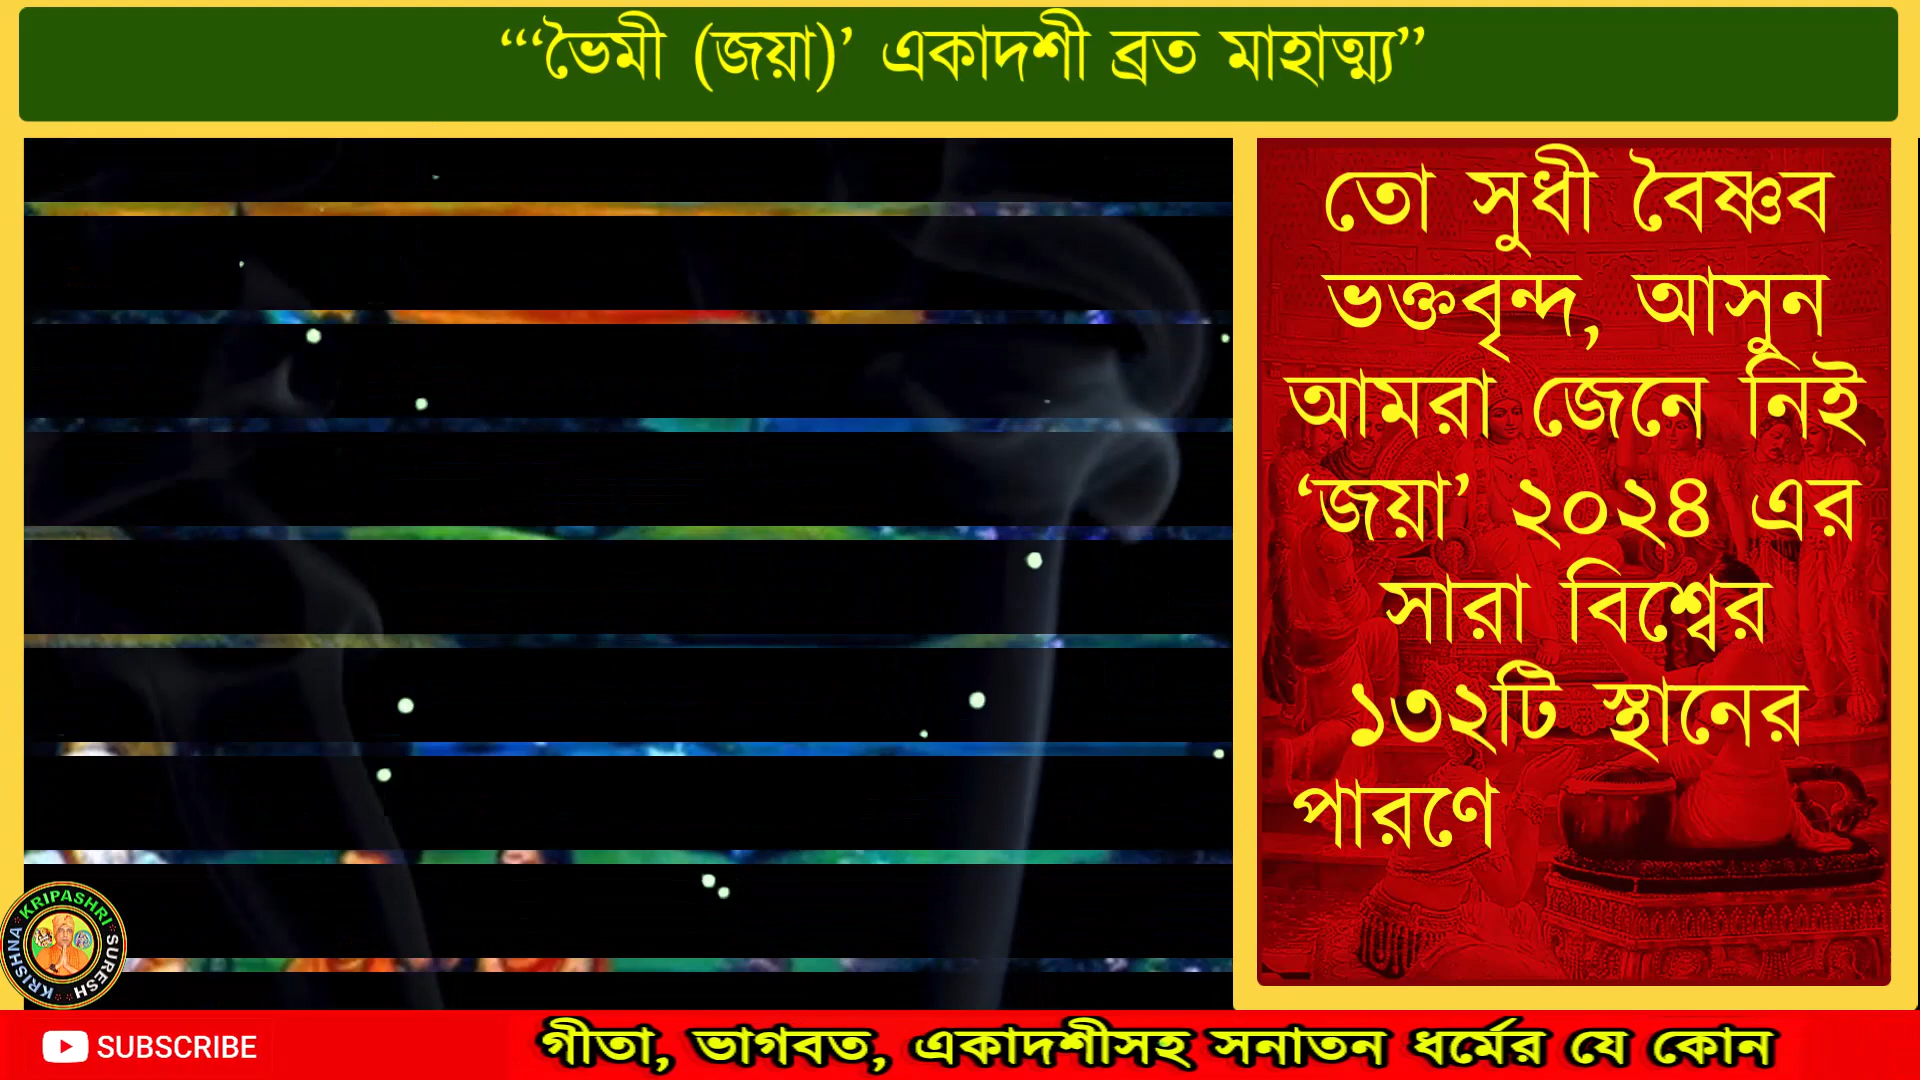 “‘ভৈমী (জয়া)’ একাদশী ব্রত মাহাত্ম্য”
তো সুধী বৈষ্ণব
ভক্তবৃন্দ, আসুন
আমরা জেনে নিই
‘জয়া’ ২০২৪ এর
সারা বিশ্বের
১৩২টি স্থানের
পারণে
KRISHNA KRIPASHRI SURESH
SUBSCRIBE
গীতা, ভাগবত, একাদশীসহ সনাতন ধর্মের যে কোন